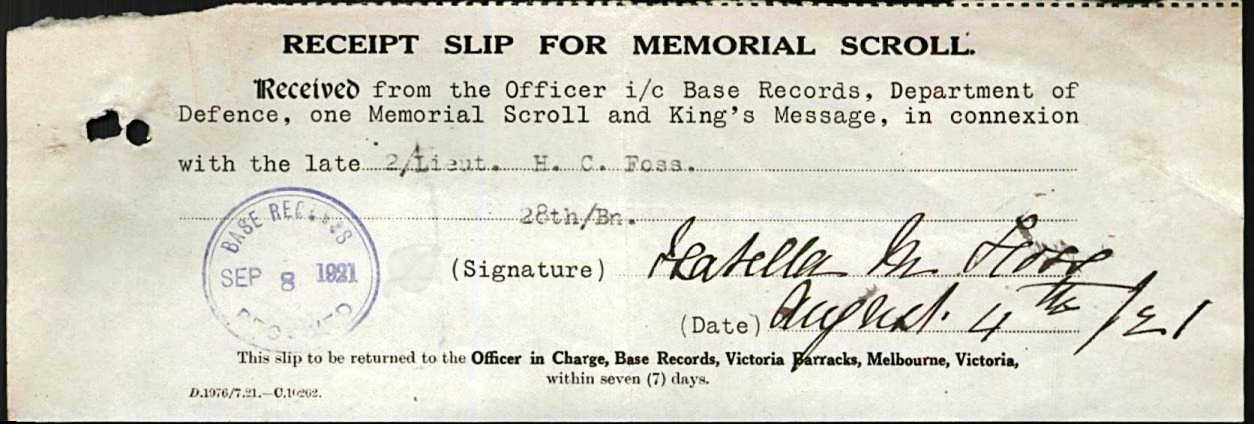 RECEIPT SLIP FOR MEMORIAL SCROLL.
Received from the Officer i/c Base Records, Department of
Defence, one Memorial Scroll and King's Message, in connexion
with the late 2/Lieut. H. C. Foss.
28th/Bn.
BASE RECORDS
SEP 8 1921
RECEIVED
(Signature) Isabella M Foss
(Date) August. 4th /21
This slip to be returned to the Officer in Charge, Base Records, Victoria Barracks, Melbourne, Victoria,
within seven (7) days.
D.1976/7.21.—C.10262.